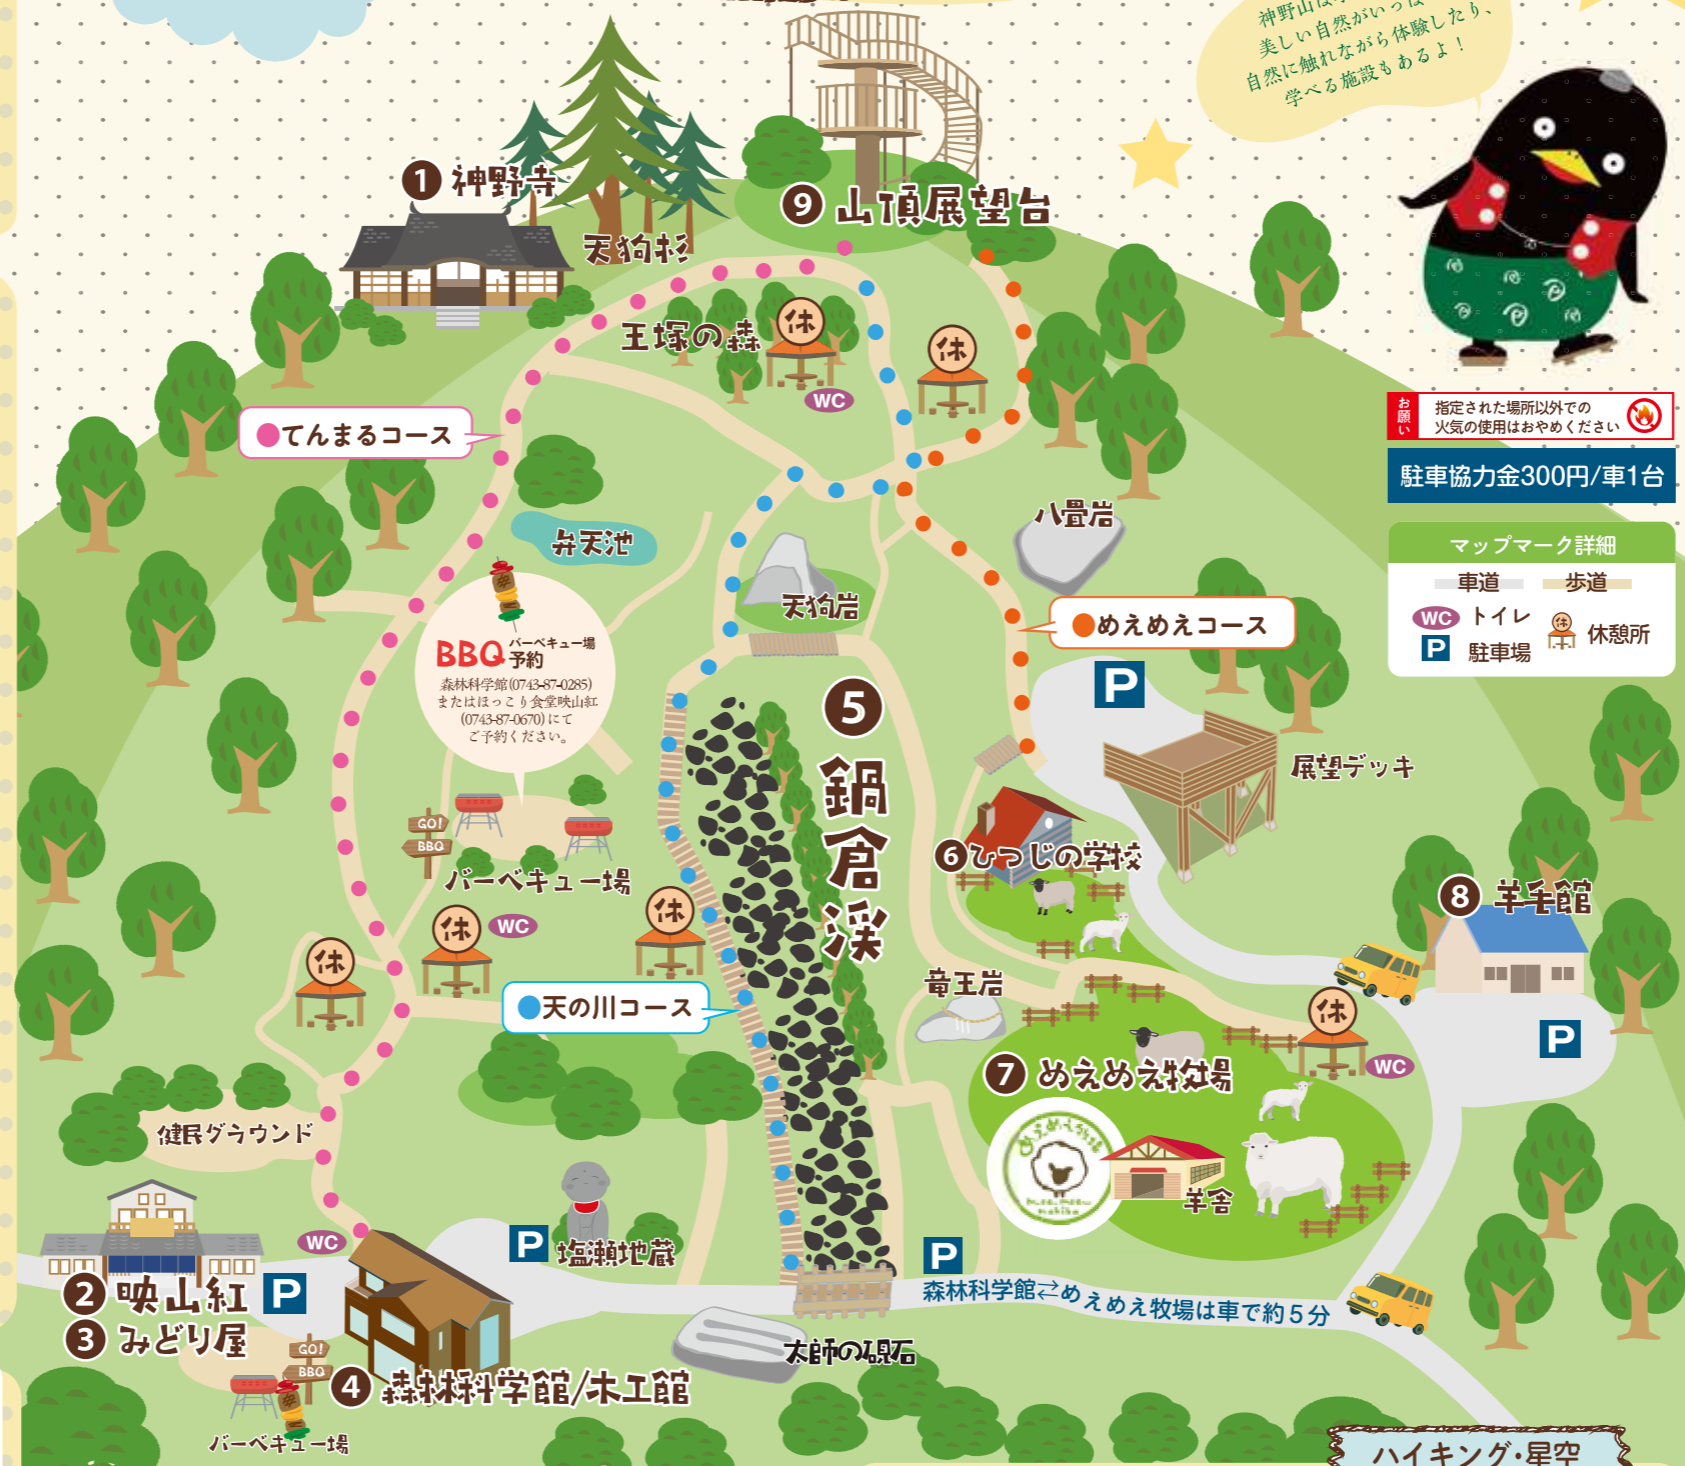 神野山は
美しい自然がいっぱ
自然に触れながら体験したり、
学べる施設もあるよ！
1 神野寺
天狗杉
9 山頂展望台
王塚の森
休
WC
休
●てんまるコース
お願い
指定された場所以外での
火気の使用はおやめください
駐車協力金300円/車1台
マップマーク詳細
車道
歩道
WC トイレ
休 休憩所
P 駐車場
弁天池
八畳岩
天狗岩
●めえめえコース
BBQ バーベキュー場
予約
森林科学館(0743-87-0285)
またはほっこり食堂映山紅
(0743-87-0670)にて
ご予約ください。
P
5 鍋倉渓
展望デッキ
GO!
BBQ
バーベキュー場
6 ひつじの学校
8 羊毛館
休
WC
休
休
竜王岩
●天の川コース
休
WC
P
7 めえめえ牧場
めえめえ牧場
羊舎
健民グラウンド
WC
P
塩瀬地蔵
P
森林科学館⇄めえめえ牧場は車で約5分
2 映山紅
P
3 みどり屋
GO!
BBQ
4 森林科学館/木工館
太師の硯石
バーベキュー場
ハイキング・星空